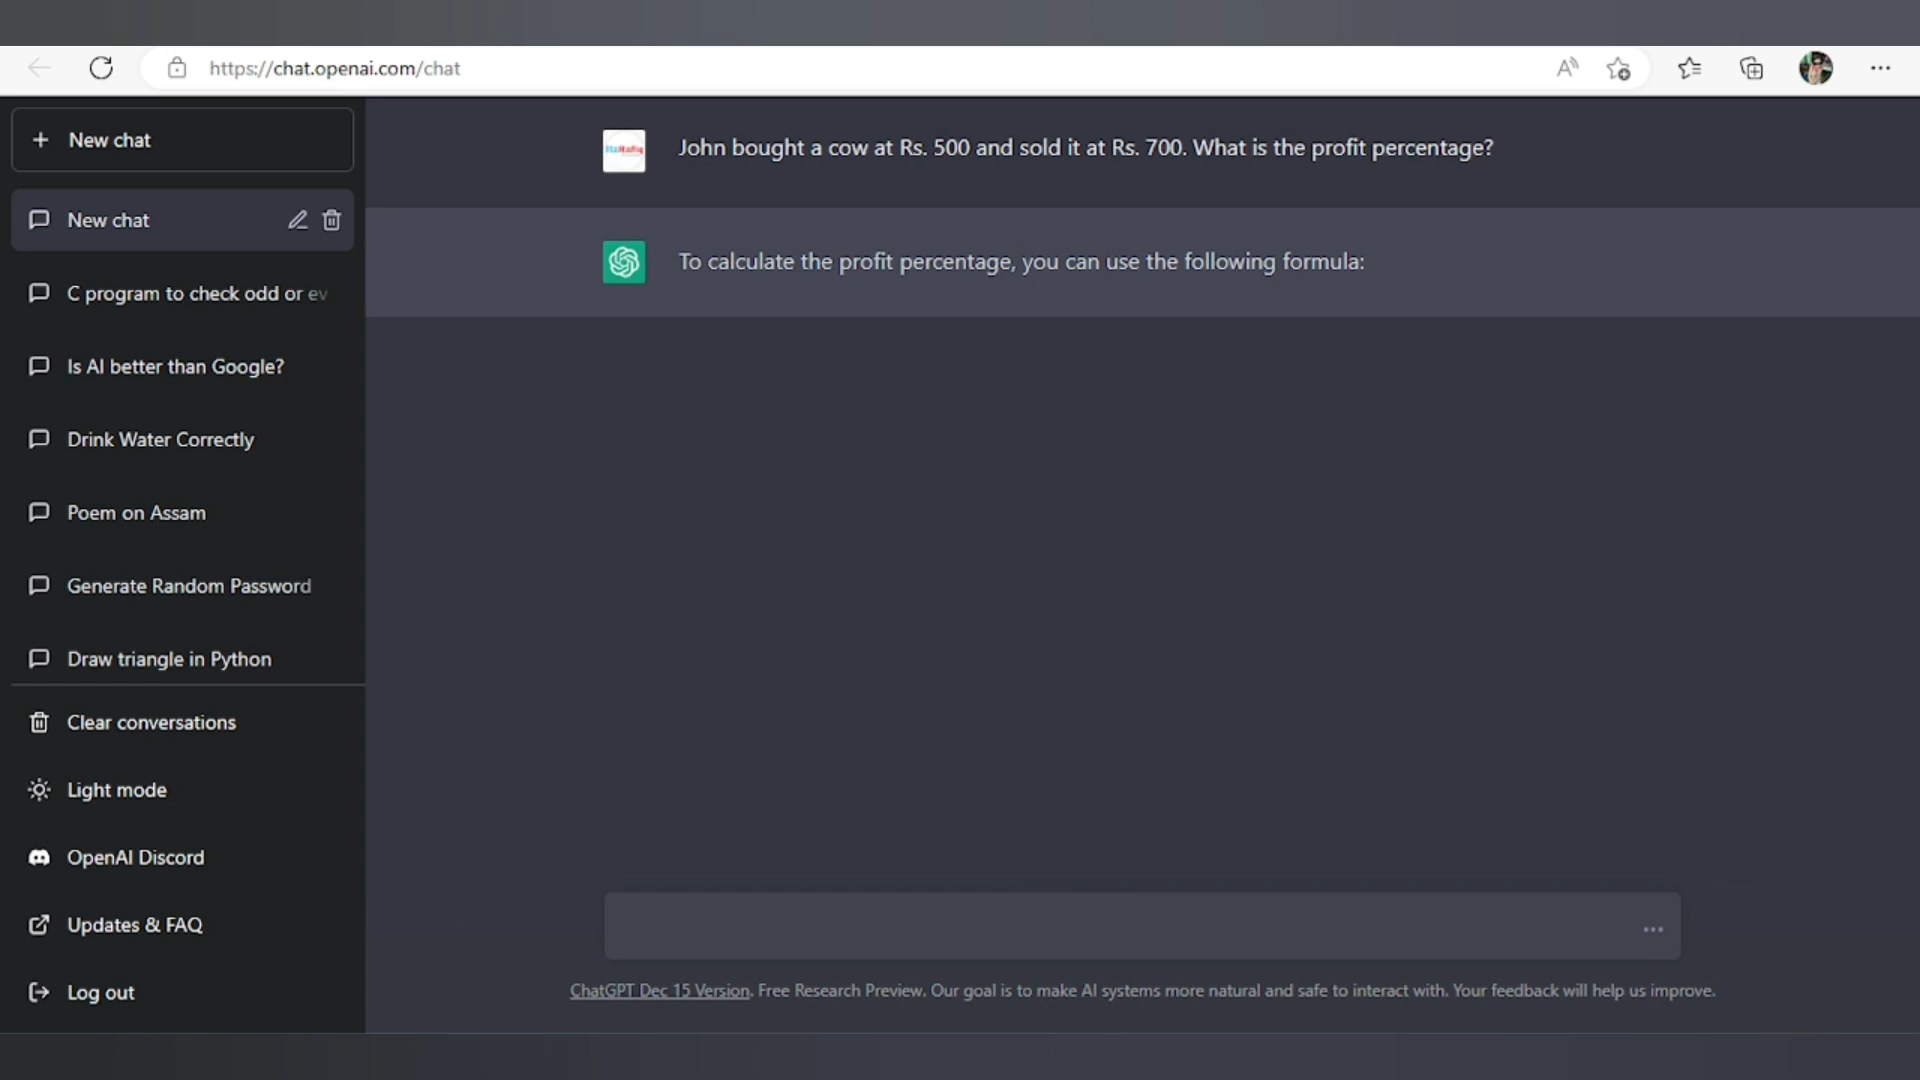 https://chat.openai.com/chat
New chat
New chat
C program to check odd or ev
Is AI better than Google?
Drink Water Correctly
Poem on Assam
Generate Random Password
Draw triangle in Python
Clear conversations
Light mode
OpenAI Discord
Updates & FAQ
Log out
John bought a cow at Rs. 500 and sold it at Rs. 700. What is the profit percentage?
To calculate the profit percentage, you can use the following formula:
ChatGPT Dec 15 Version. Free Research Preview. Our goal is to make AI systems more natural and safe to interact with. Your feedback will help us improve.